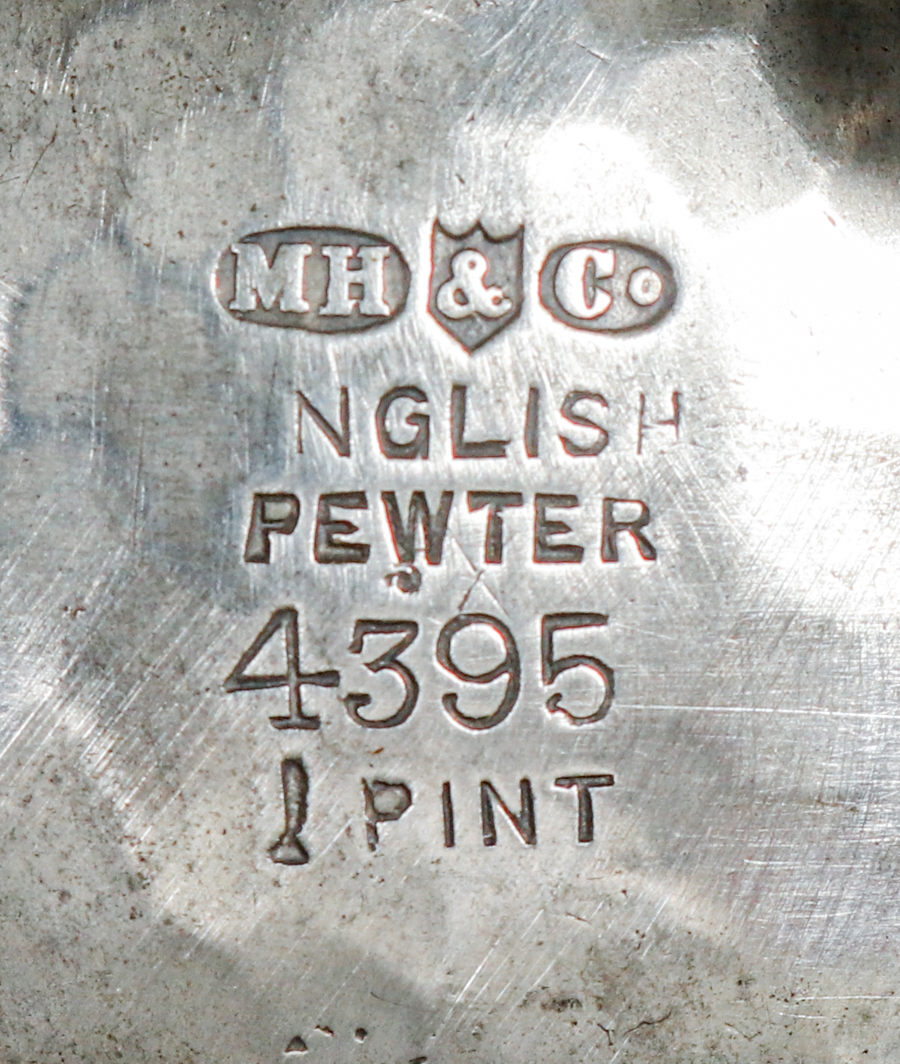 MH & Co
NGLISH
PEWTER
4395
1 PINT